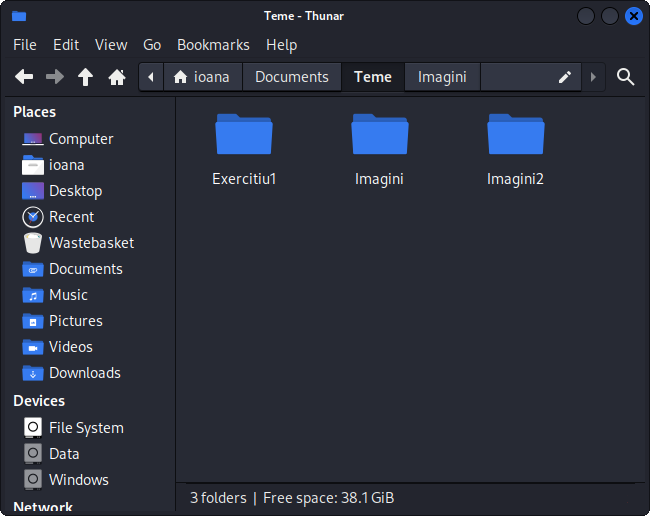 Teme - Thunar
File Edit View Go Bookmarks Help
ioana Documents Teme Imagini
Places
Computer
ioana
Desktop
Recent
Wastebasket
Documents
Music
Pictures
Videos
Downloads
Devices
File System
Data
Windows
Network
Exercitiu1 Imagini Imagini2
3 folders | Free space: 38.1 GiB